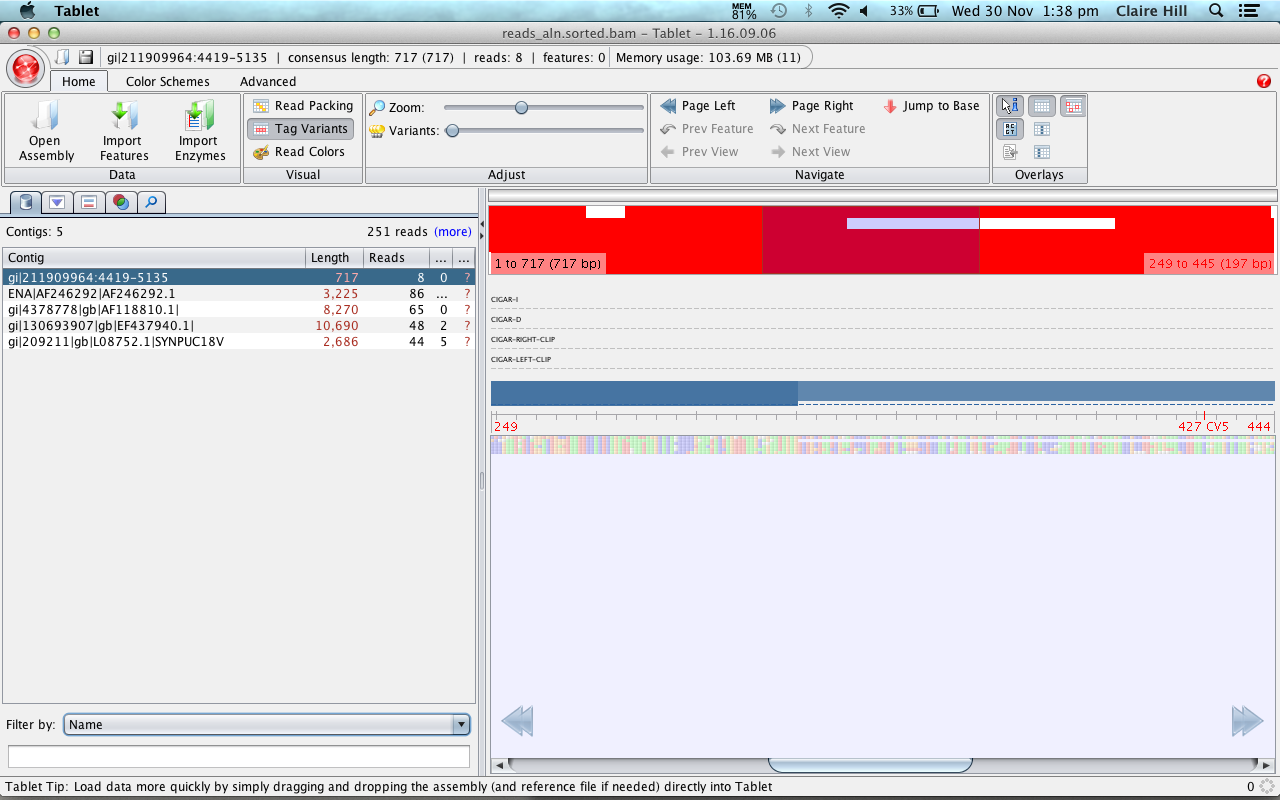 Tablet
MEM 81% 33% Wed 30 Nov 1:38 pm Claire Hill
reads_aln.sorted.bam – Tablet - 1.16.09.06
gi|211909964:4419-5135 | consensus length: 717 (717) | reads: 8 | features: 0 Memory usage: 103.69 MB (11)
Home Color Schemes Advanced ?
Open Assembly
Import Features
Import Enzymes
Data
Read Packing
Tag Variants
Read Colors
Visual
Zoom:
Variants:
Adjust
Page Left Page Right Jump to Base
Prev Feature Next Feature
Prev View Next View
Navigate
Overlays
Contigs: 5 251 reads (more)
Contig Length Reads ... ...
gi|211909964:4419-5135 717 8 0 ?
ENA|AF246292|AF246292.1 3,225 86 ... ?
gi|4378778|gb|AF118810.1| 8,270 65 0 ?
gi|130693907|gb|EF437940.1| 10,690 48 2 ?
gi|209211|gb|L08752.1|SYNPUC18V 2,686 44 5 ?
Filter by: Name
1 to 717 (717 bp) 249 to 445 (197 bp)
CIGAR-I
CIGAR-D
CIGAR-RIGHT-CLIP
CIGAR-LEFT-CLIP
249 427 CV5 444
Tablet Tip: Load data more quickly by simply dragging and dropping the assembly (and reference file if needed) directly into Tablet 0